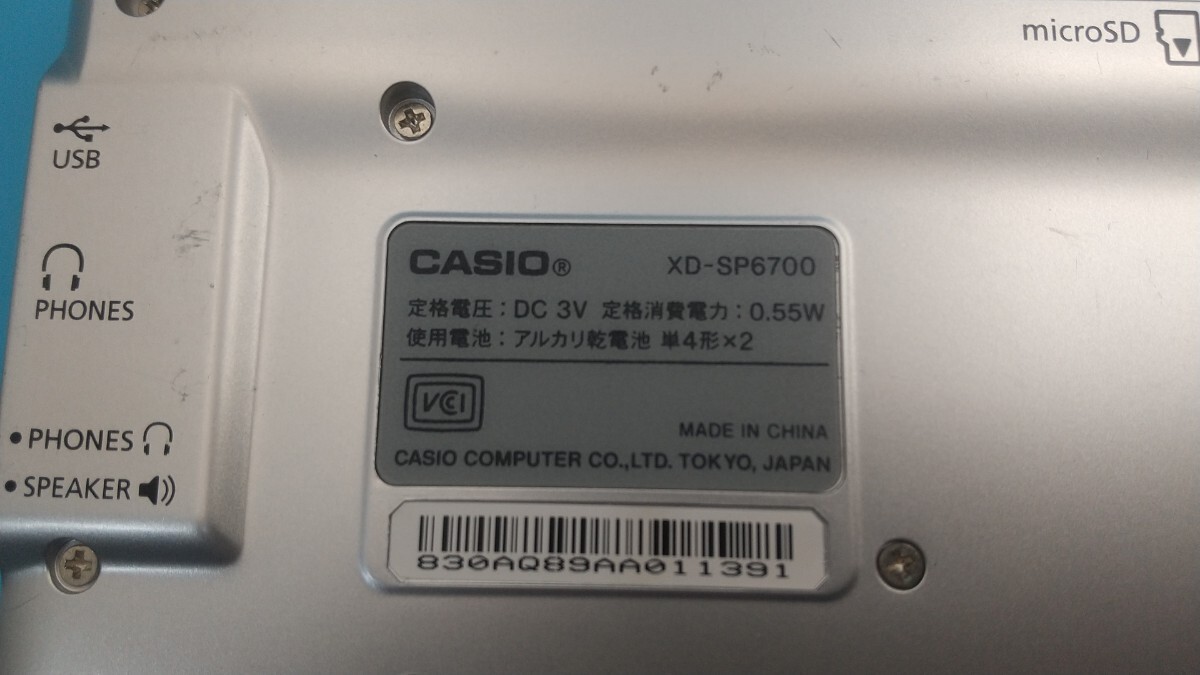 microSD
USB
PHONES
• PHONES
• SPEAKER
CASIO® XD-SP6700
定格電圧：DC 3V 定格消費電力：0.55W
使用電池：アルカリ乾電池 単4形×2
VCCI
MADE IN CHINA
CASIO COMPUTER CO.,LTD. TOKYO, JAPAN
830AQ89AA011391